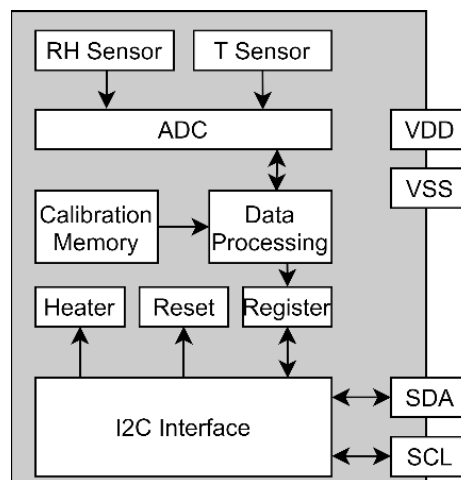 RH Sensor
T Sensor
ADC
VDD
VSS
Calibration
Memory
Data
Processing
Heater
Reset
Register
I2C Interface
SDA
SCL